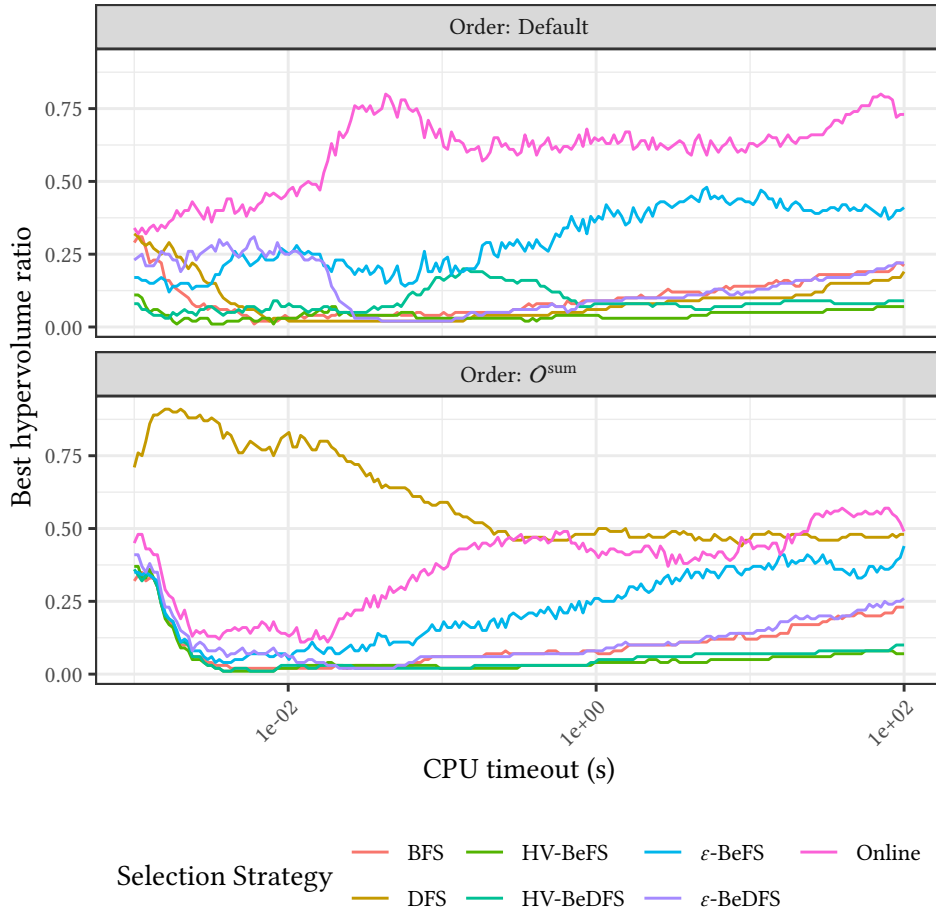 Order: Default
0.75
0.50
0.25
0.00
Order: O^sum
0.75
0.50
0.25
0.00
Best hypervolume ratio
1e-02
1e+00
1e+02
CPU timeout (s)
Selection Strategy
BFS
HV-BeFS
ε-BeFS
Online
DFS
HV-BeDFS
ε-BeDFS